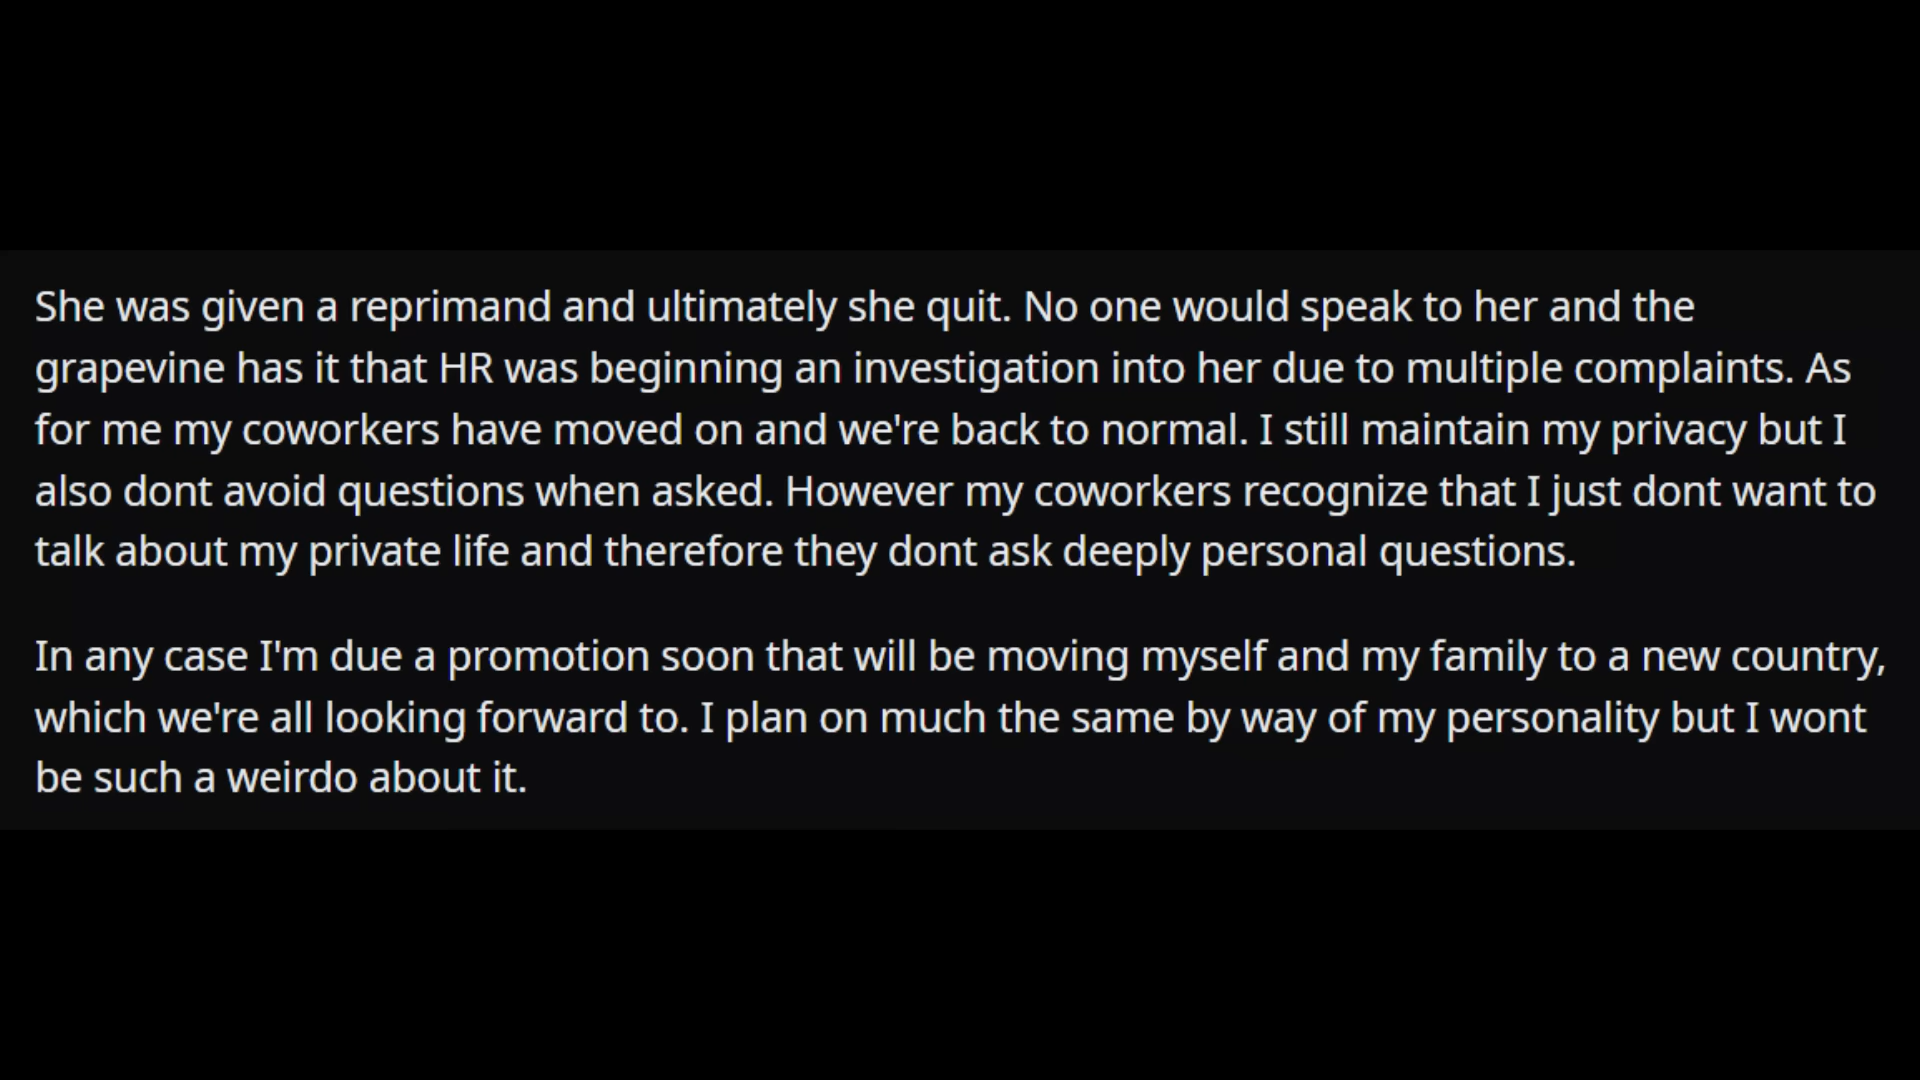 She was given a reprimand and ultimately she quit. No one would speak to her and the
grapevine has it that HR was beginning an investigation into her due to multiple complaints. As
for me my coworkers have moved on and we're back to normal. I still maintain my privacy but I
also dont avoid questions when asked. However my coworkers recognize that I just dont want to
talk about my private life and therefore they dont ask deeply personal questions.
In any case I'm due a promotion soon that will be moving myself and my family to a new country,
which we're all looking forward to. I plan on much the same by way of my personality but I wont
be such a weirdo about it.